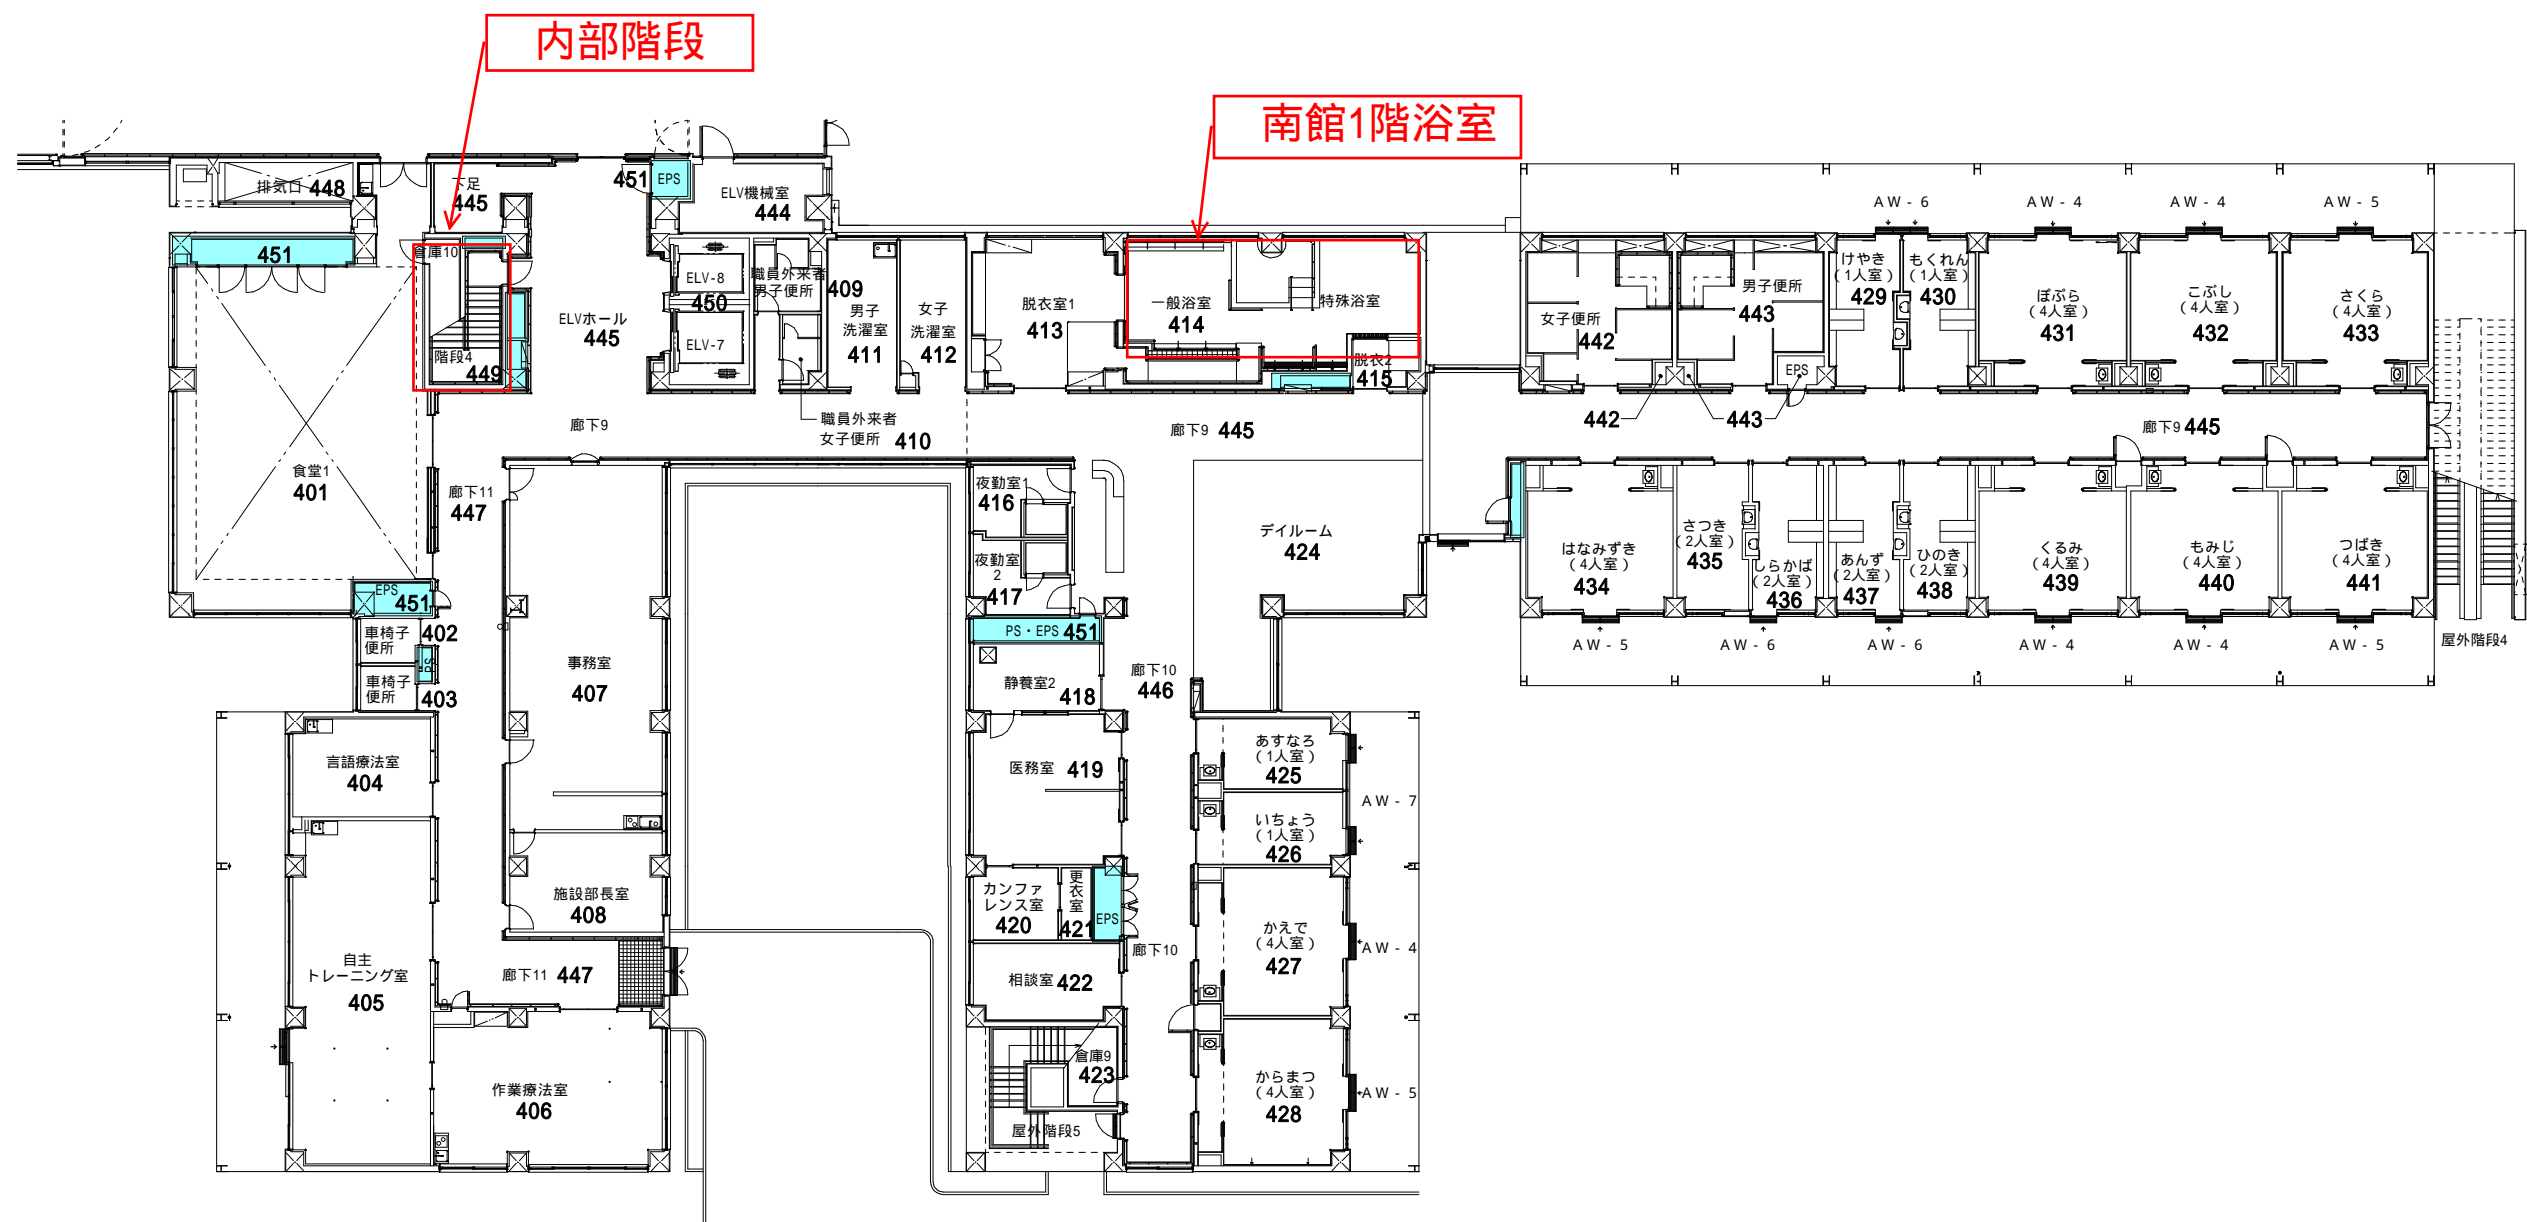 内部階段
南館1階浴室
排気口 448
下足
445
451
EPS
ELV機械室
444
AW-6
AW-4
AW-4
AW-5
451
倉庫10
階段4
449
ELVホール
445
ELV-8
450
ELV-7
職員外来者
男子便所
409
男子
洗濯室
411
女子
洗濯室
412
脱衣室1
413
一般浴室
414
特殊浴室
脱衣2
415
女子便所
442
男子便所
443
EPS
けやき
(1人室)
429
もくれん
(1人室)
430
ぽぷら
(4人室)
431
こぶし
(4人室)
432
さくら
(4人室)
433
廊下9
職員外来者
女子便所 410
廊下9 445
442
443
廊下9 445
食堂1
401
廊下11
447
夜勤室1
416
夜勤室
2
417
デイルーム
424
はなみずき
(4人室)
434
さつき
(2人室)
435
しらかば
(2人室)
436
あんず
(2人室)
437
ひのき
(2人室)
438
くるみ
(4人室)
439
もみじ
(4人室)
440
つばき
(4人室)
441
EPS
451
車椅子
便所
402
PS
車椅子
便所
403
PS・EPS 451
AW-5
AW-6
AW-6
AW-4
AW-4
AW-5
屋外階段4
事務室
407
静養室2
418
廊下10
446
言語療法室
404
医務室 419
あすなろ
(1人室)
425
いちょう
(1人室)
426
AW-7
施設部長室
408
カンファ
レンス室
420
更
衣
室
421
EPS
廊下10
かえで
(4人室)
427
AW-4
自主
トレーニング室
405
廊下11 447
相談室 422
作業療法室
406
倉庫9
423
屋外階段5
からまつ
(4人室)
428
AW-5